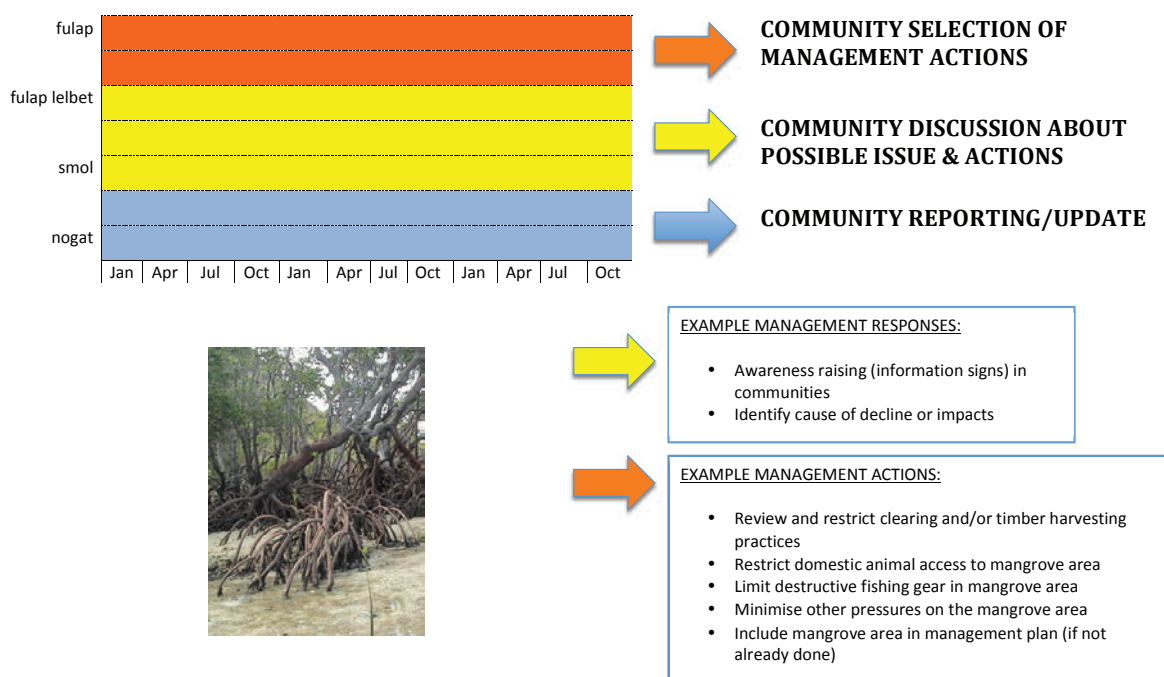 fulap
fulap lelbet
smol
nogat
Jan Apr Jul Oct Jan Apr Jul Oct Jan Apr Jul Oct
COMMUNITY SELECTION OF
MANAGEMENT ACTIONS
COMMUNITY DISCUSSION ABOUT
POSSIBLE ISSUE & ACTIONS
COMMUNITY REPORTING/UPDATE
EXAMPLE MANAGEMENT RESPONSES:
• Awareness raising (information signs) in
communities
• Identify cause of decline or impacts
EXAMPLE MANAGEMENT ACTIONS:
• Review and restrict clearing and/or timber harvesting
practices
• Restrict domestic animal access to mangrove area
• Limit destructive fishing gear in mangrove area
• Minimise other pressures on the mangrove area
• Include mangrove area in management plan (if not
already done)